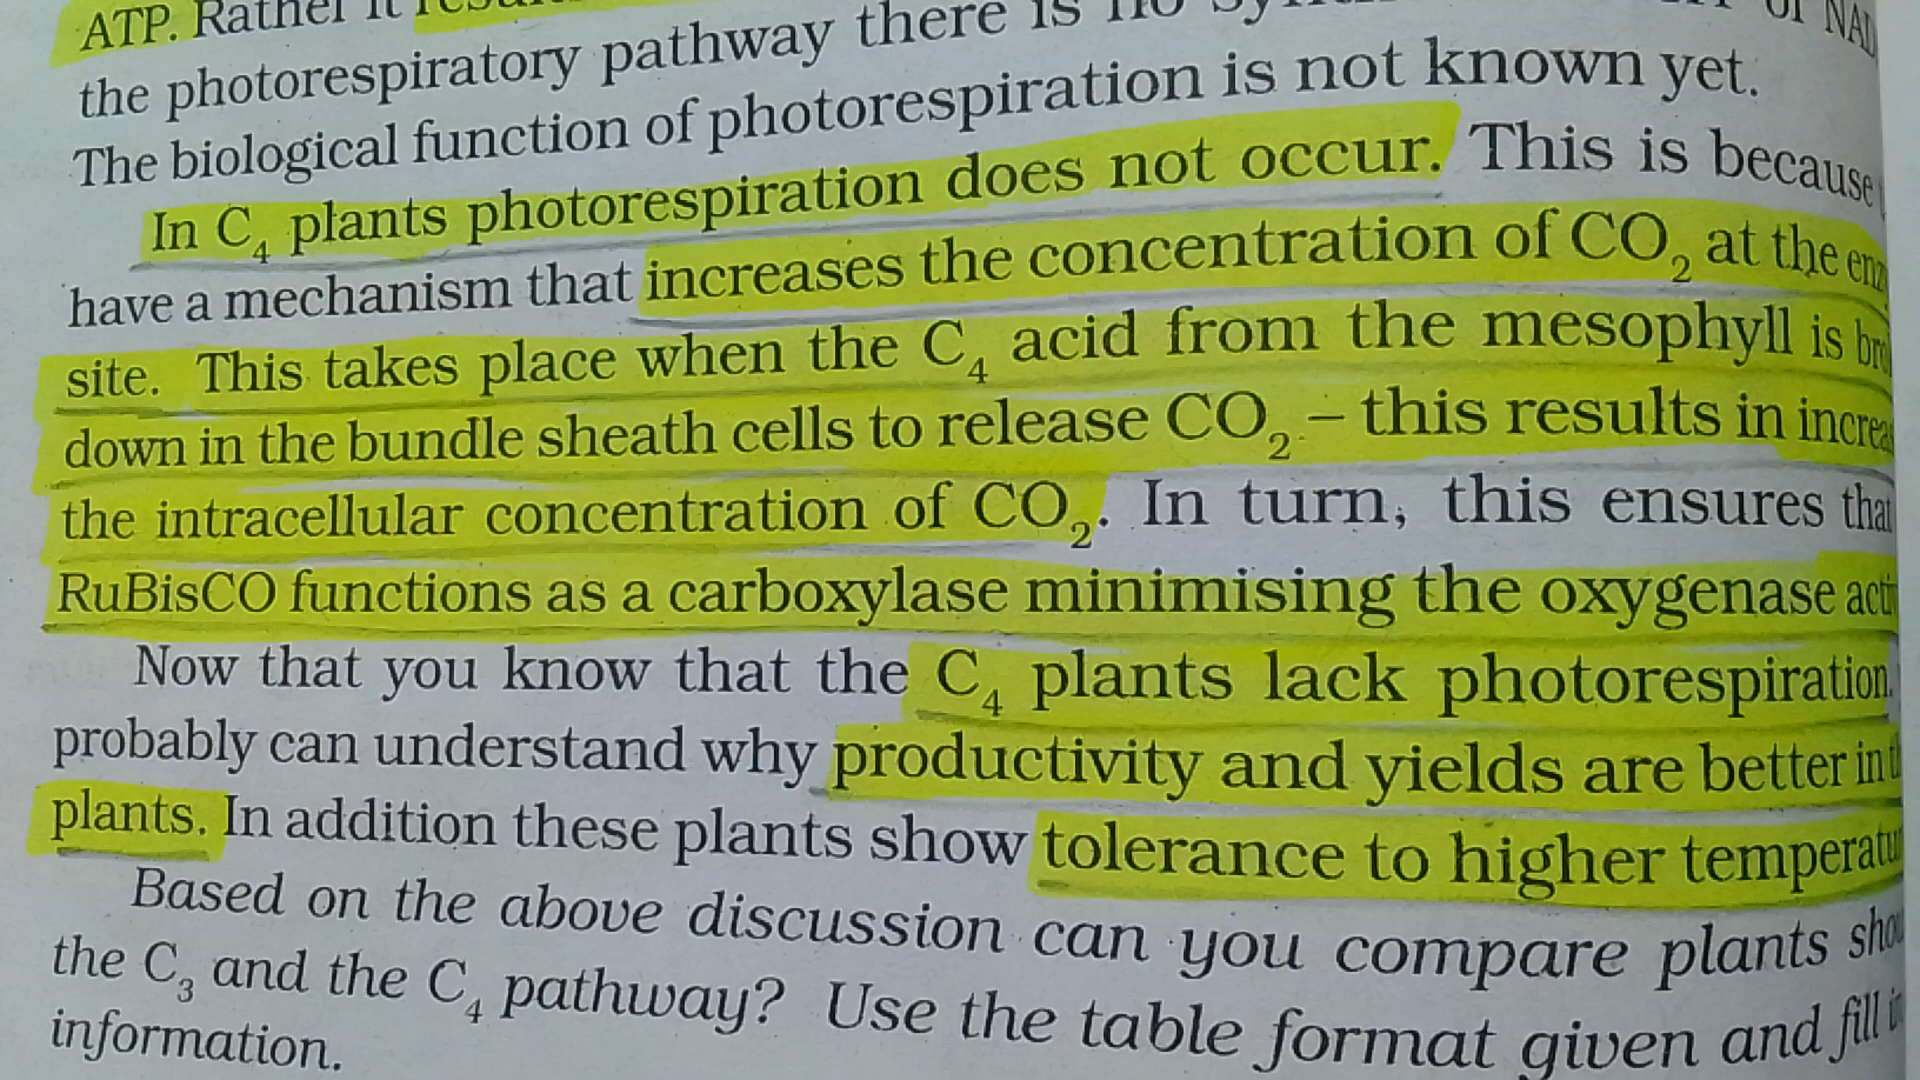 ATP. Rather it
the photorespiratory pathway there is no
The biological function of photorespiration is not known yet.
In C₄ plants photorespiration does not occur. This is because
have a mechanism that increases the concentration of CO₂ at the
site. This takes place when the C₄ acid from the mesophyll is
down in the bundle sheath cells to release CO₂ – this results in
the intracellular concentration of CO₂. In turn, this ensures that
RuBisCO functions as a carboxylase minimising the oxygenase
Now that you know that the C₄ plants lack photorespiration,
probably can understand why productivity and yields are better in
plants. In addition these plants show tolerance to higher
Based on the above discussion can you compare plants
the C₃ and the C₄ pathway? Use the table format given and fill
information.